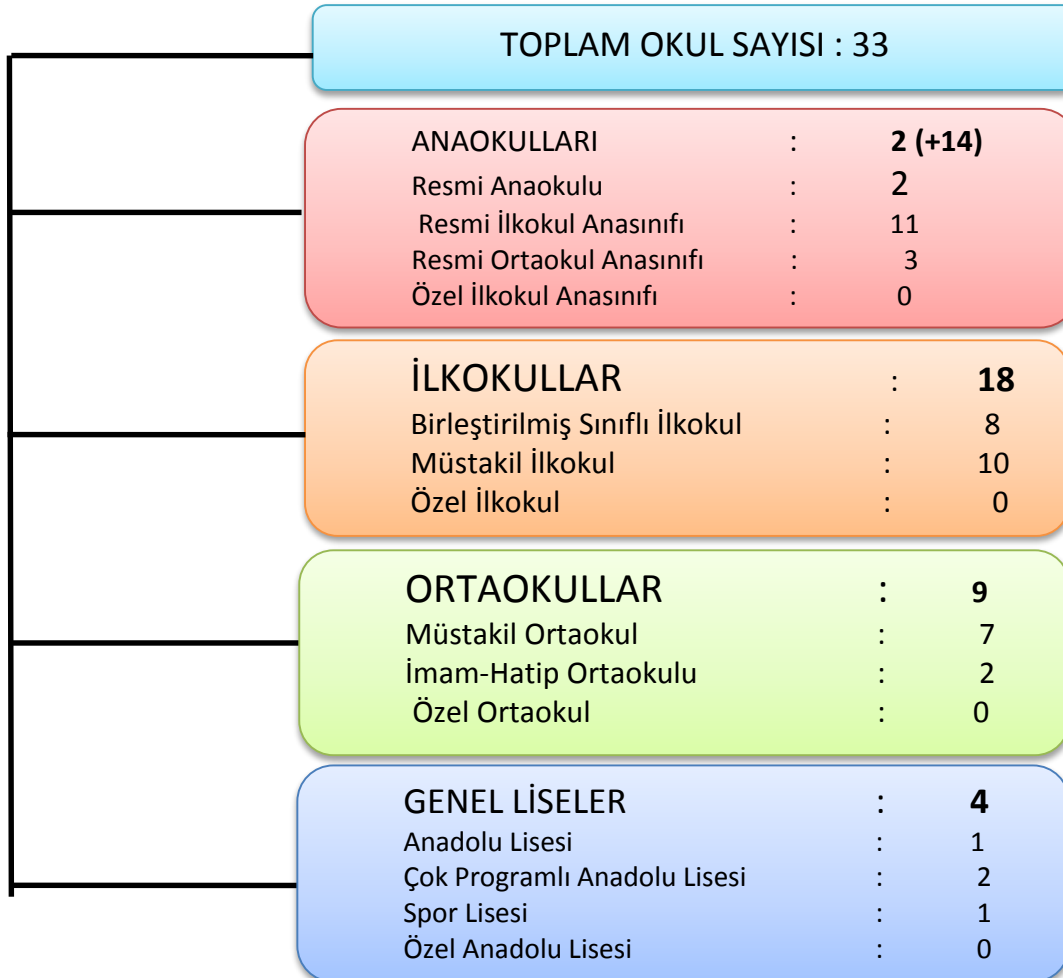 TOPLAM OKUL SAYISI : 33
ANAOKULLARI : 2 (+14)
Resmi Anaokulu : 2
Resmi İlkokul Anasınıfı : 11
Resmi Ortaokul Anasınıfı : 3
Özel İlkokul Anasınıfı : 0
İLKOKULLAR : 18
Birleştirilmiş Sınıflı İlkokul : 8
Müstakil İlkokul : 10
Özel İlkokul : 0
ORTAOKULLAR : 9
Müstakil Ortaokul : 7
İmam-Hatip Ortaokulu : 2
Özel Ortaokul : 0
GENEL LİSELER : 4
Anadolu Lisesi : 1
Çok Programlı Anadolu Lisesi : 2
Spor Lisesi : 1
Özel Anadolu Lisesi : 0